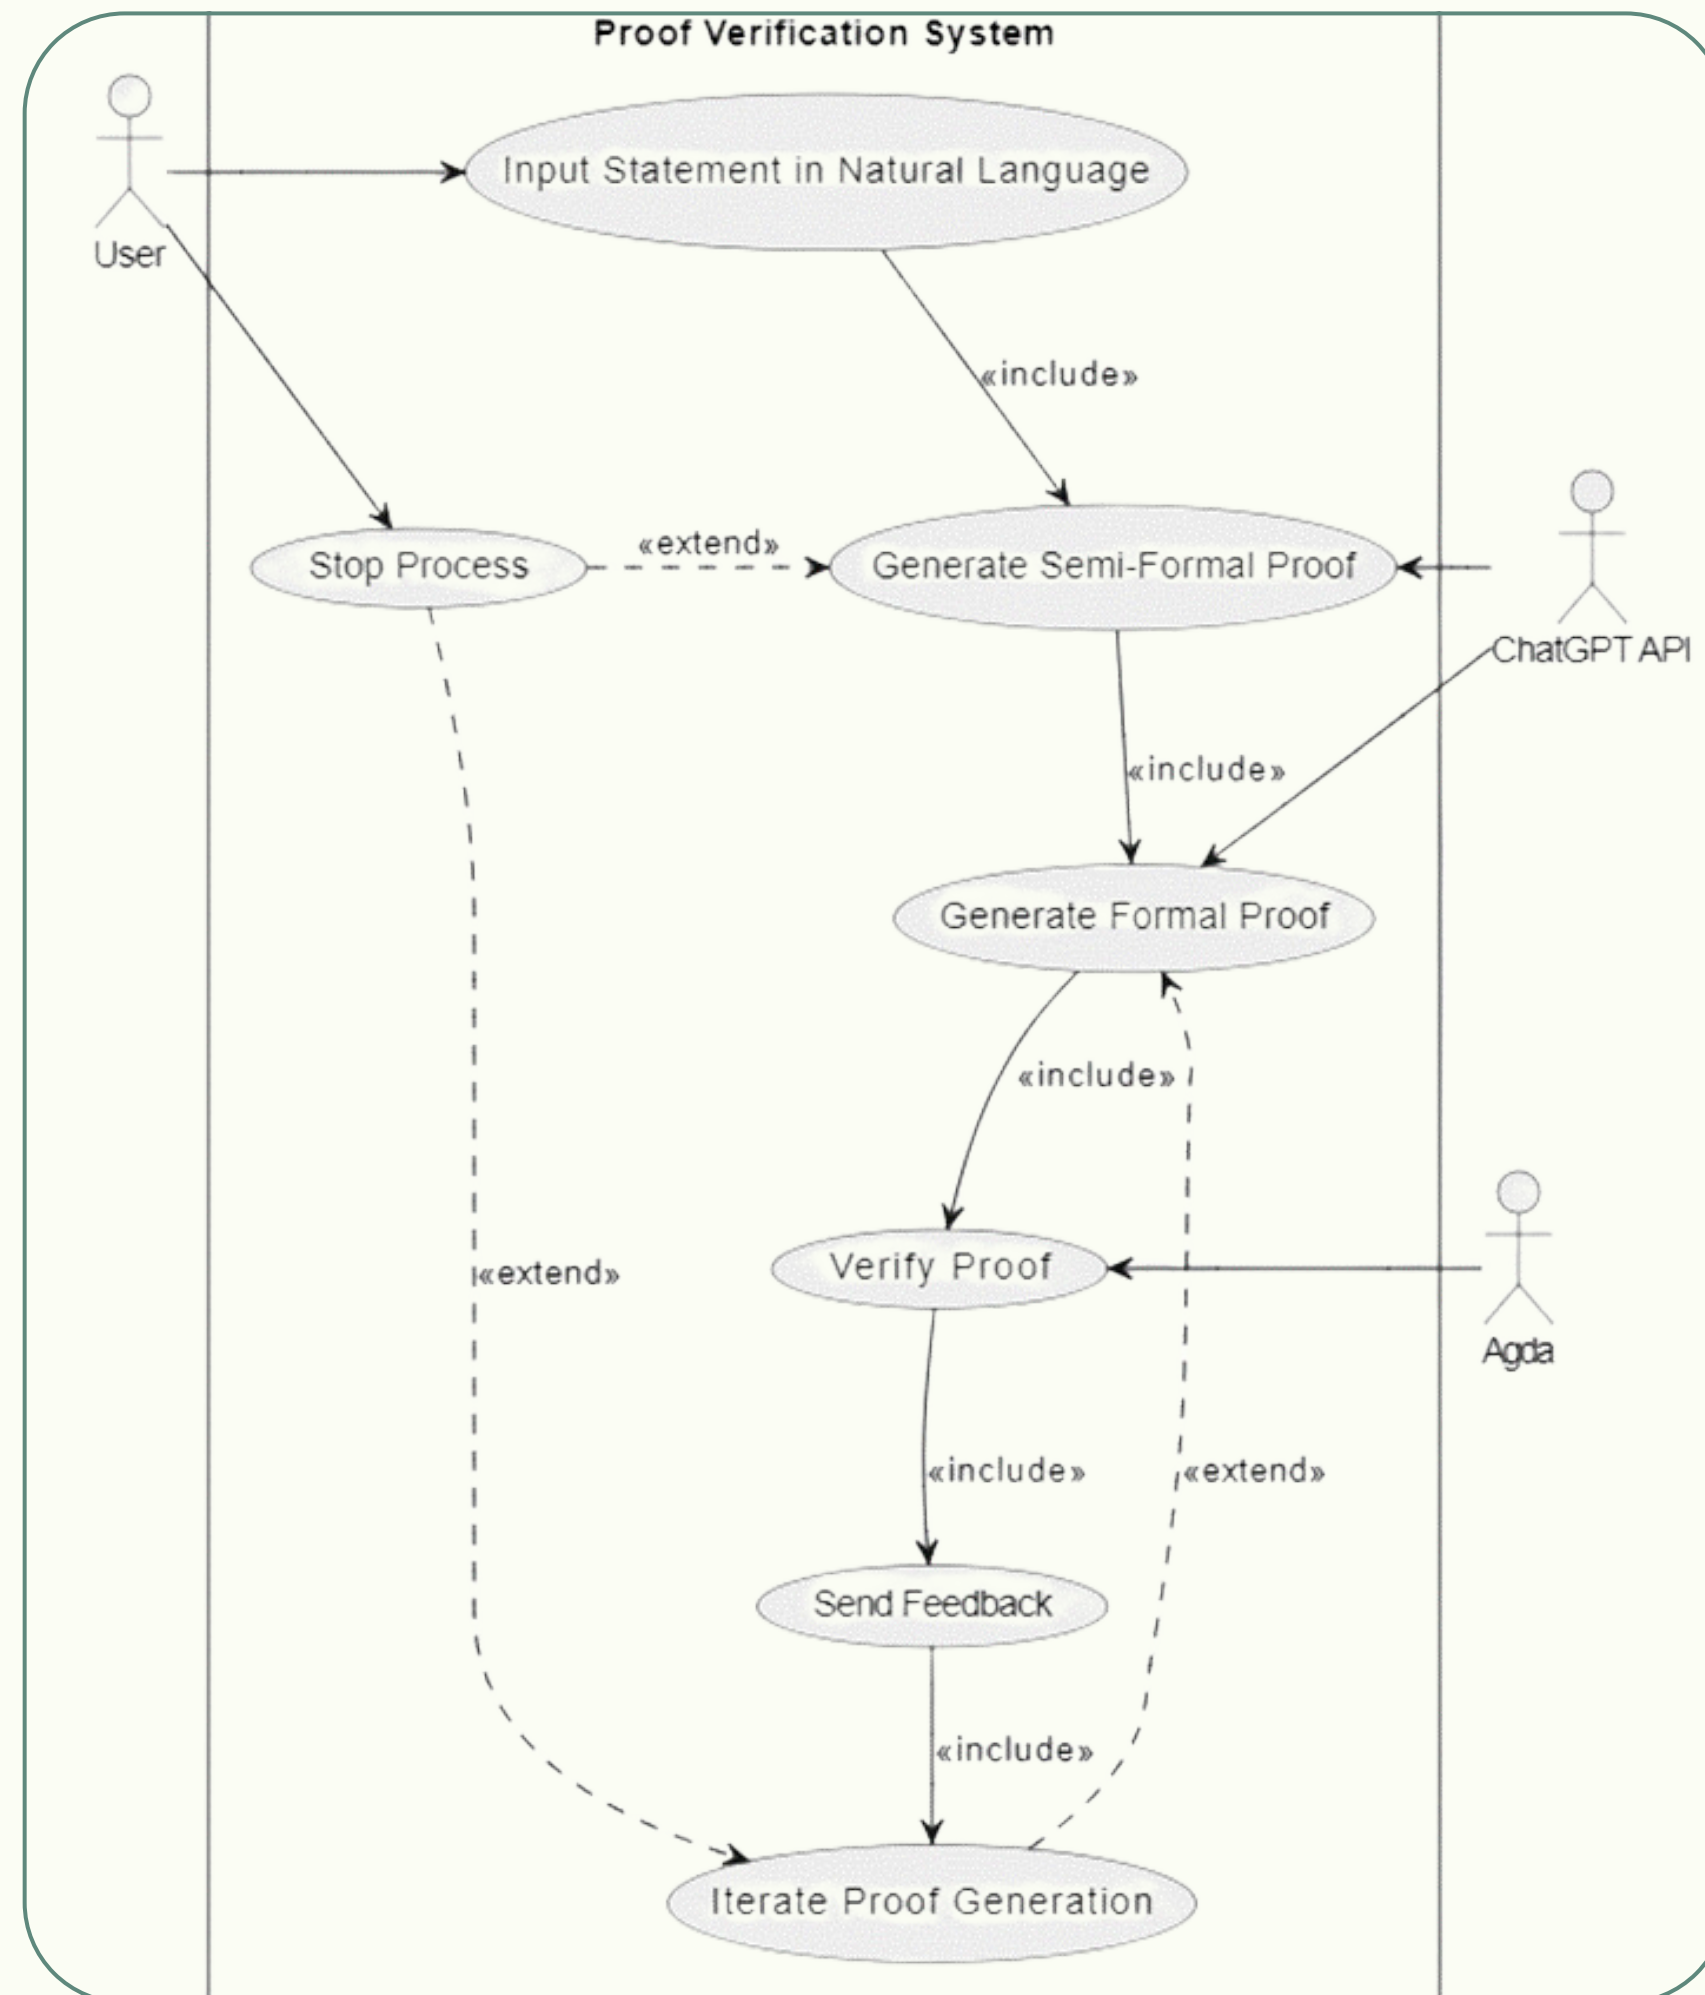 Proof Verification System
Input Statement in Natural Language
User
«include»
«extend»
Stop Process
Generate Semi-Formal Proof
ChatGPT API
«include»
Generate Formal Proof
«include»
Verify Proof
«extend»
Agda
«include»
«extend»
Send Feedback
«include»
Iterate Proof Generation